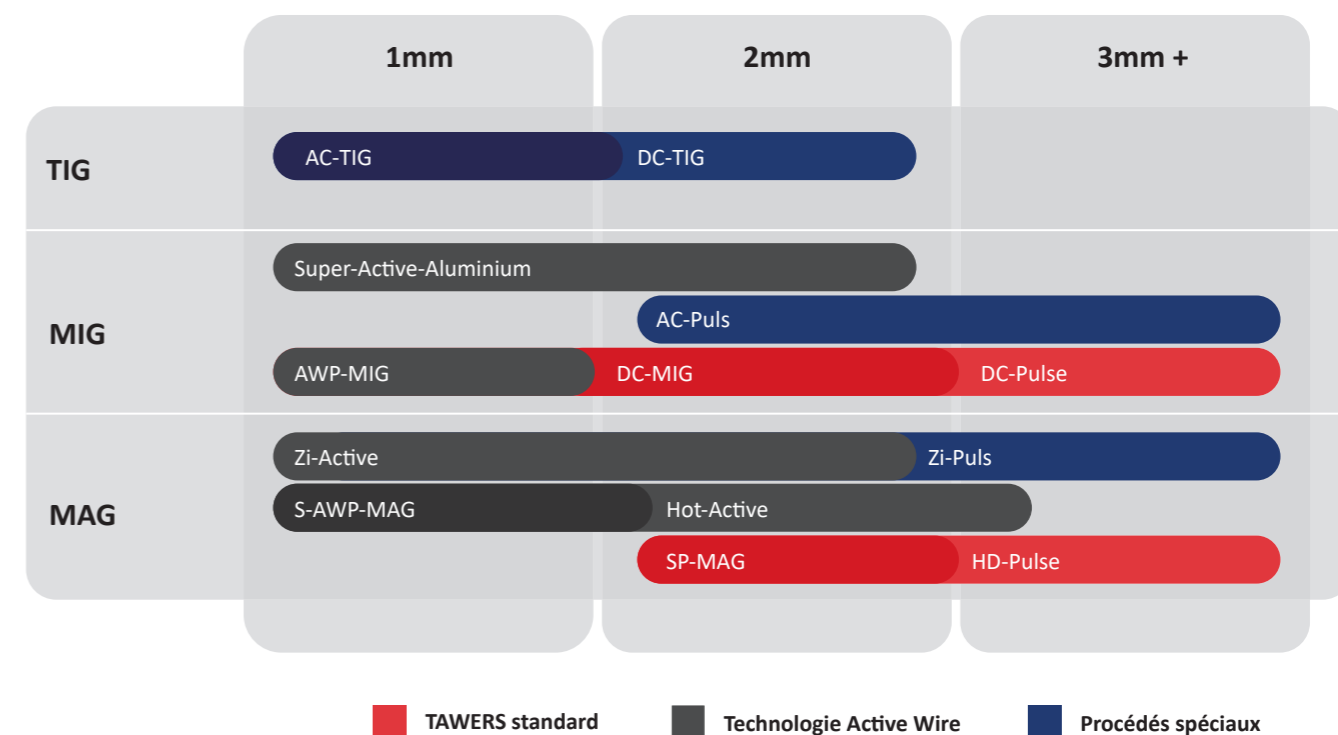 1mm 2mm 3mm +
TIG
AC-TIG DC-TIG
MIG
Super-Active-Aluminium
AC-Puls
AWP-MIG DC-MIG DC-Pulse
MAG
Zi-Active Zi-Puls
S-AWP-MAG Hot-Active
SP-MAG HD-Pulse
TAWERS standard Technologie Active Wire Procédés spéciaux